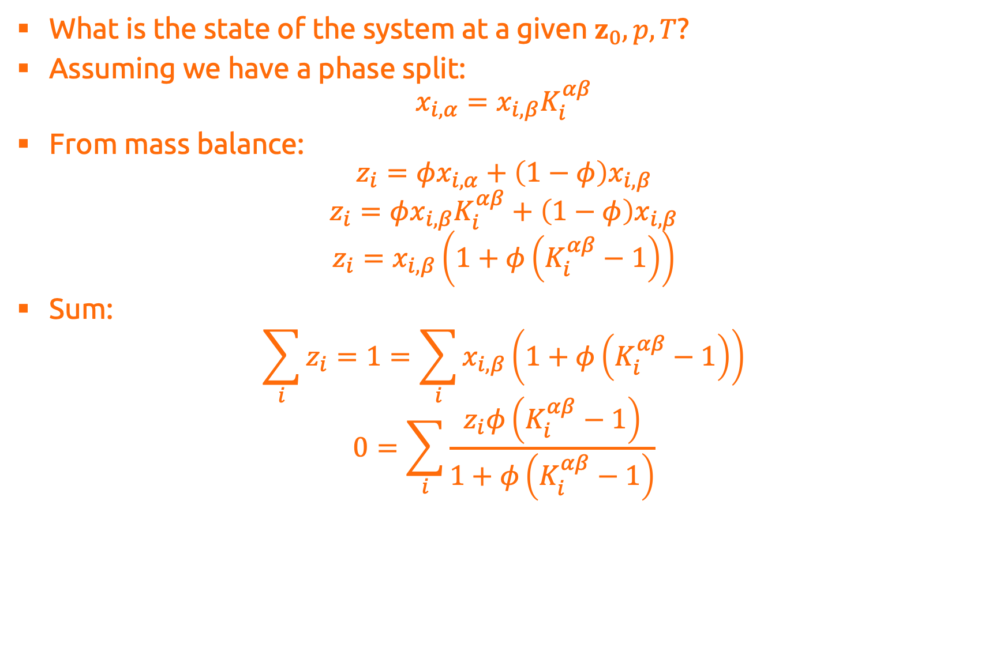 ▪ What is the state of the system at a given 𝐳₀, 𝑝, 𝑇?
▪ Assuming we have a phase split:
$x_{i,\alpha} = x_{i,\beta} K_i^{\alpha\beta}$
▪ From mass balance:
$z_i = \phi x_{i,\alpha} + (1 - \phi) x_{i,\beta}$
$z_i = \phi x_{i,\beta} K_i^{\alpha\beta} + (1 - \phi) x_{i,\beta}$
$z_i = x_{i,\beta} \left(1 + \phi \left(K_i^{\alpha\beta} - 1\right)\right)$
▪ Sum:
$\sum_i z_i = 1 = \sum_i x_{i,\beta} \left(1 + \phi \left(K_i^{\alpha\beta} - 1\right)\right)$
$0 = \sum_i \frac{z_i \phi \left(K_i^{\alpha\beta} - 1\right)}{1 + \phi \left(K_i^{\alpha\beta} - 1\right)}$